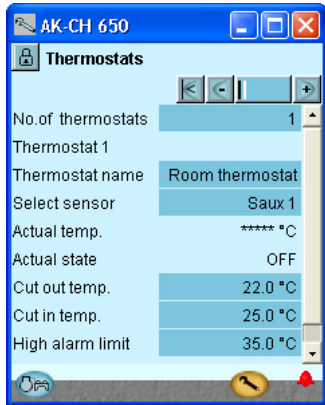 AK-CH 650
Thermostats
No.of thermostats 1
Thermostat 1
Thermostat name Room thermostat
Select sensor Saux 1
Actual temp. ***** °C
Actual state OFF
Cut out temp. 22.0 °C
Cut in temp. 25.0 °C
High alarm limit 35.0 °C